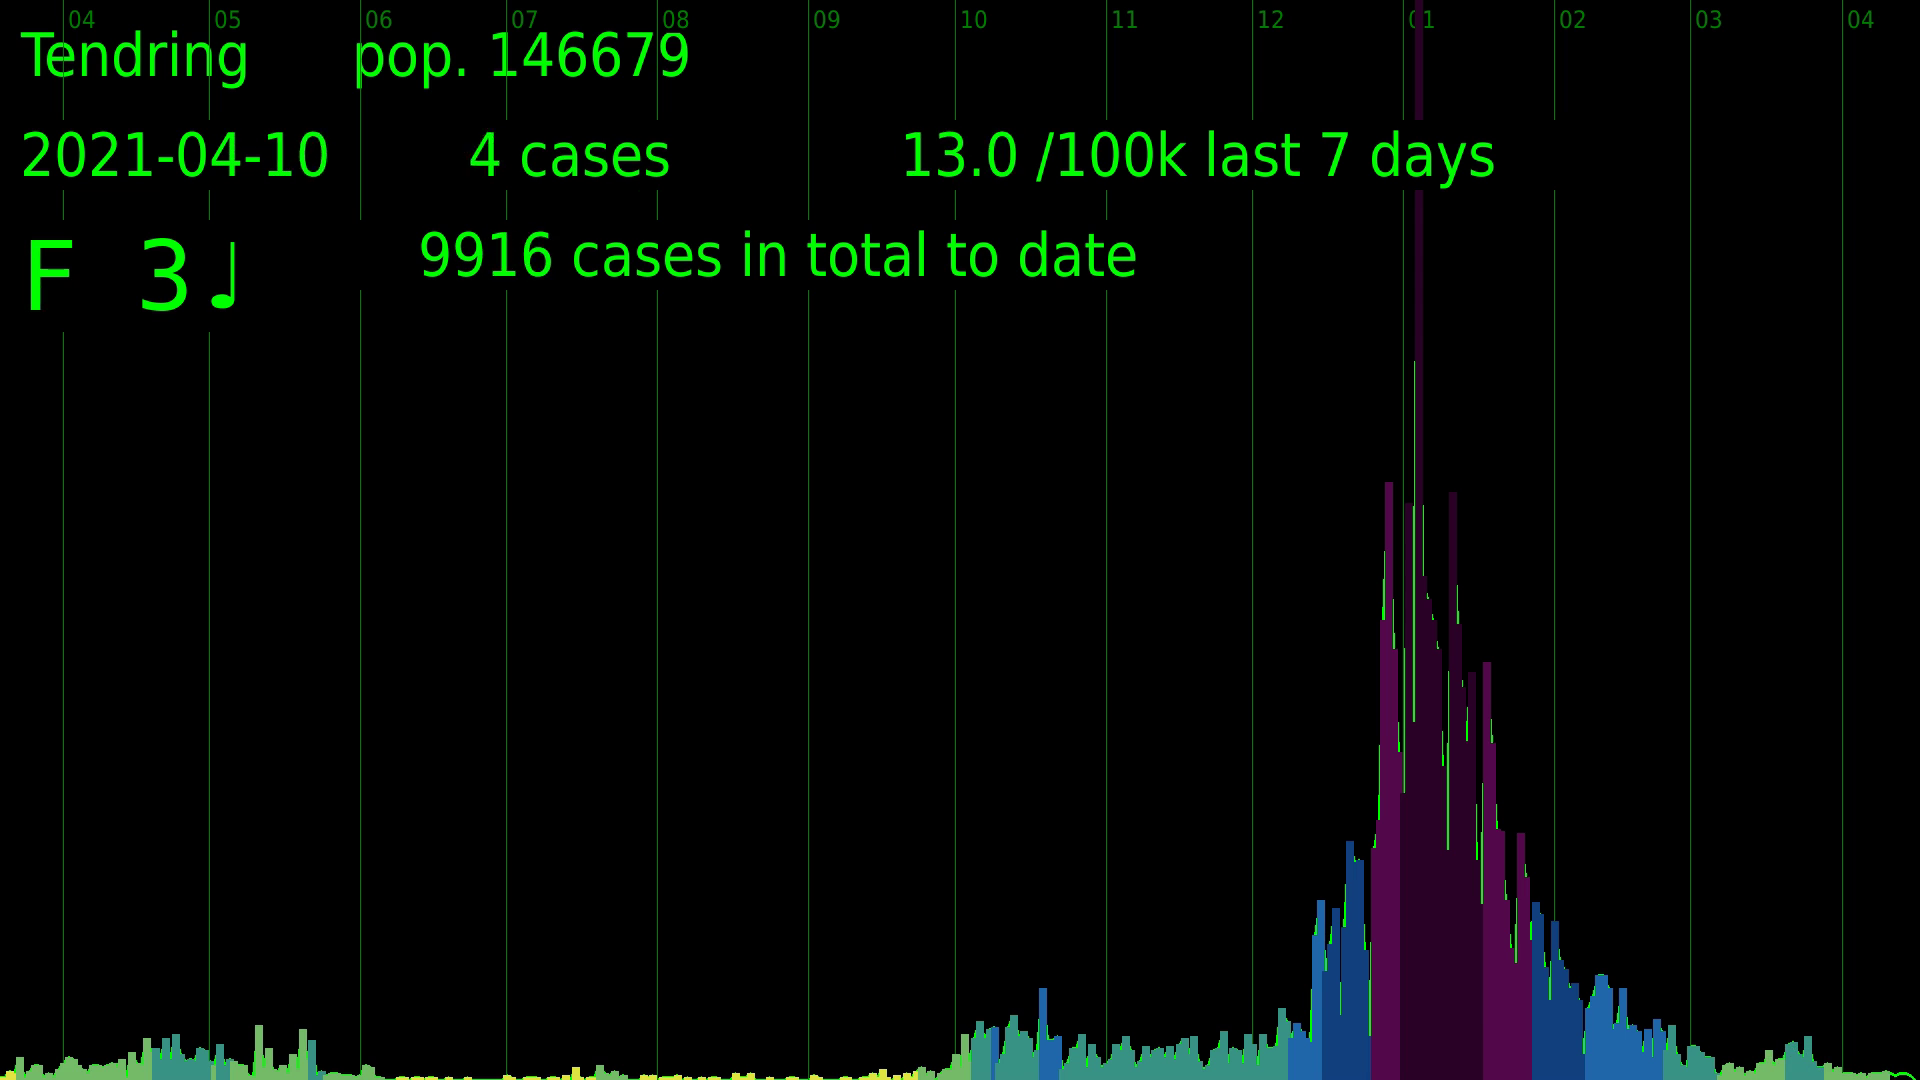 04 05 06 07 08 09 10 11 12 01 02 03 04
Tendring pop. 146679
2021-04-10 4 cases 13.0 /100k last 7 days
F 3♩ 9916 cases in total to date